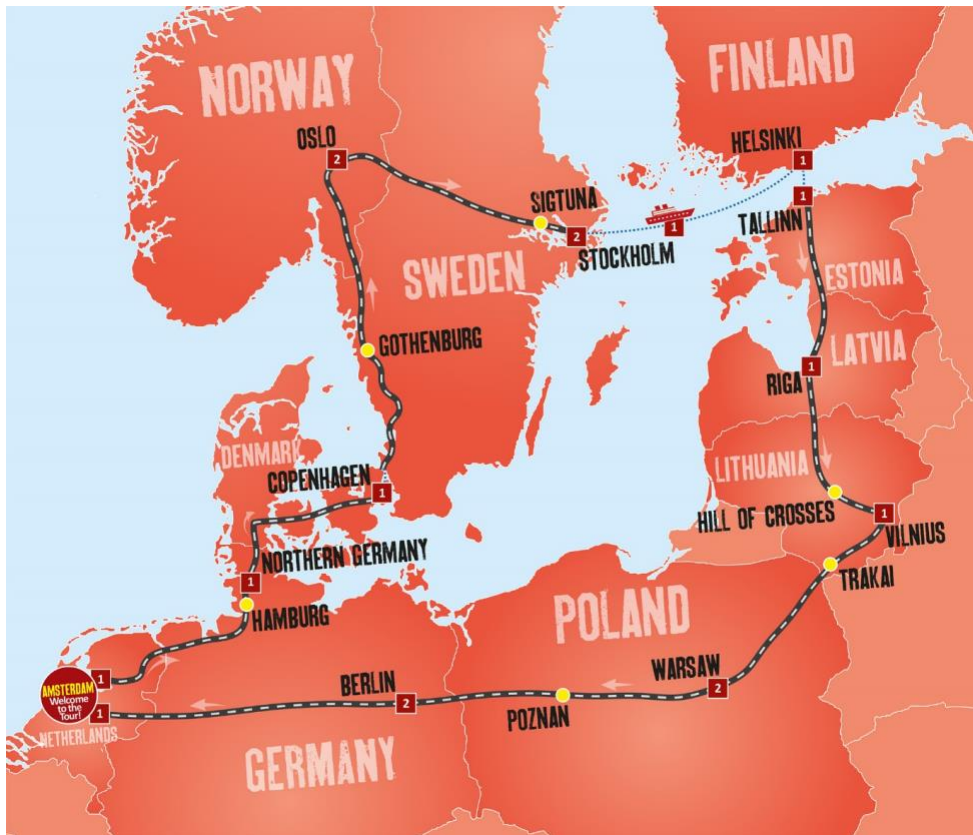 NORWAY
FINLAND
OSLO
2
HELSINKI
1
SIGTUNA
1
TALLINN
2
STOCKHOLM
1
SWEDEN
ESTONIA
GOTHENBURG
LATVIA
RIGA
1
DENMARK
COPENHAGEN
1
LITHUANIA
HILL OF CROSSES
1
VILNIUS
NORTHERN GERMANY
1
TRAKAI
HAMBURG
POLAND
AMSTERDAM
Welcome
to the
Tour!
1
1
NETHERLANDS
BERLIN
2
WARSAW
2
POZNAN
GERMANY